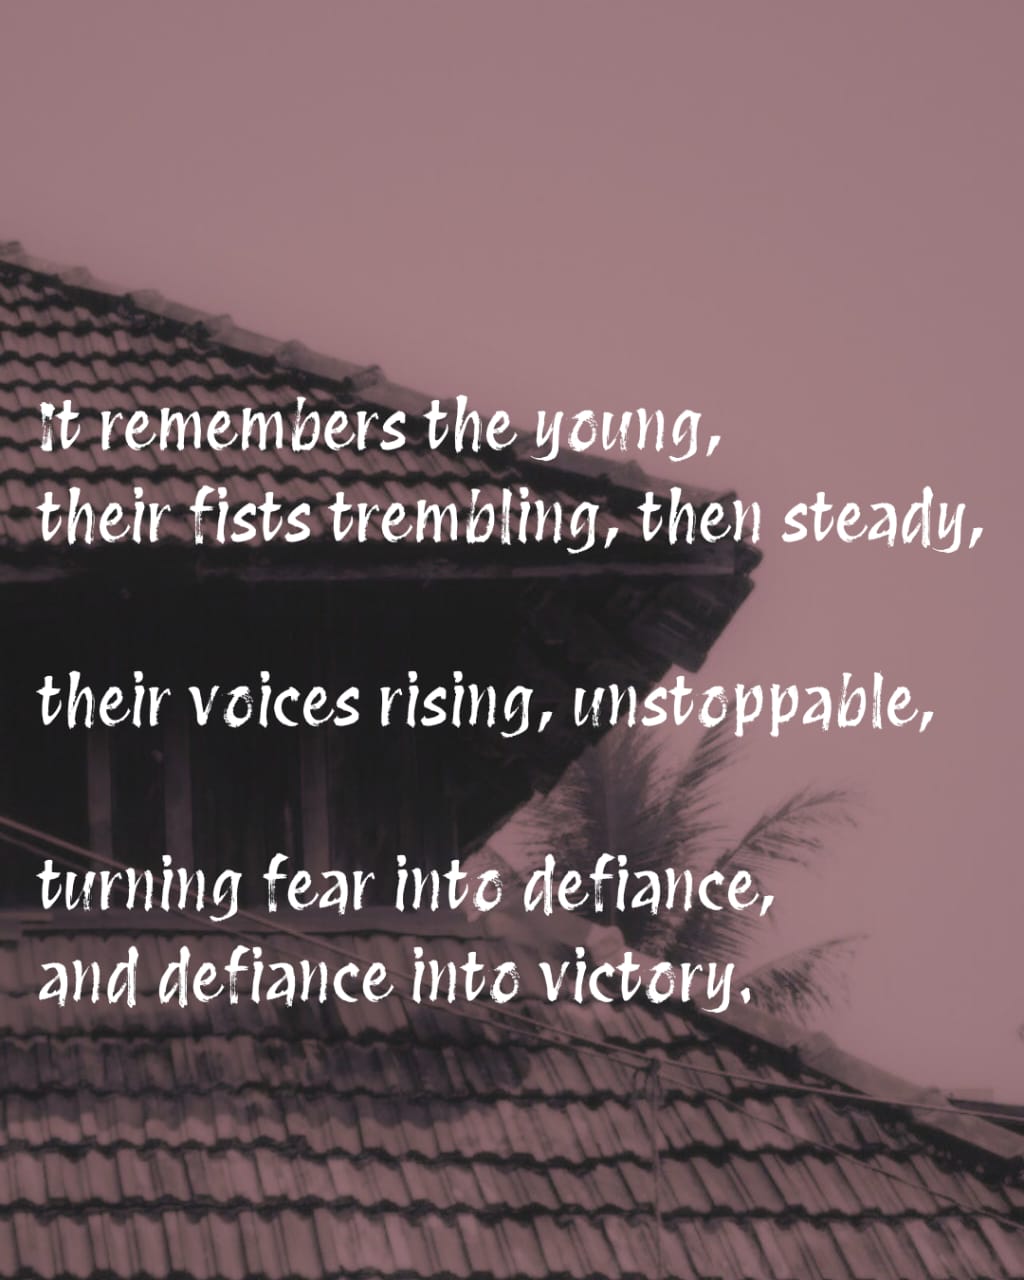 It remembers the young,
their fists trembling, then steady,
their voices rising, unstoppable,
turning fear into defiance,
and defiance into victory.